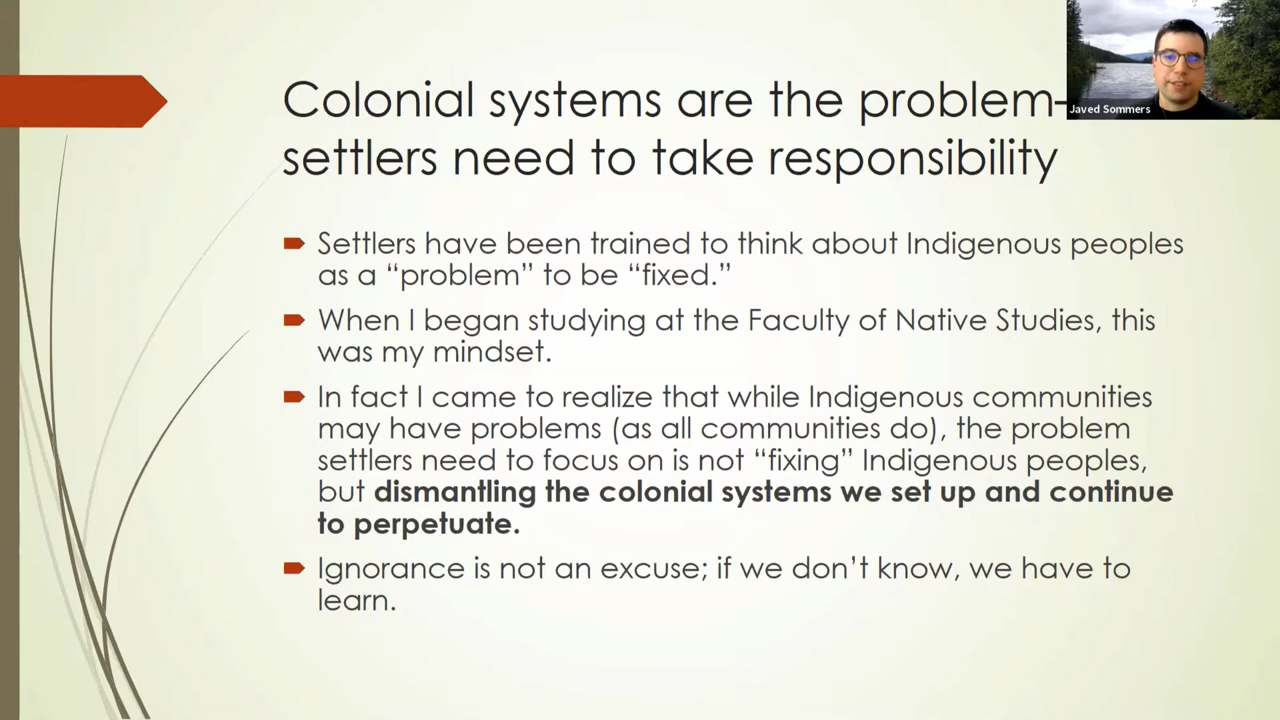 Colonial systems are the problem-
settlers need to take responsibility
Javed Sommers
Settlers have been trained to think about Indigenous peoples
as a “problem” to be “fixed.”
When I began studying at the Faculty of Native Studies, this
was my mindset.
In fact I came to realize that while Indigenous communities
may have problems (as all communities do), the problem
settlers need to focus on is not “fixing” Indigenous peoples,
but dismantling the colonial systems we set up and continue
to perpetuate.
Ignorance is not an excuse; if we don’t know, we have to
learn.